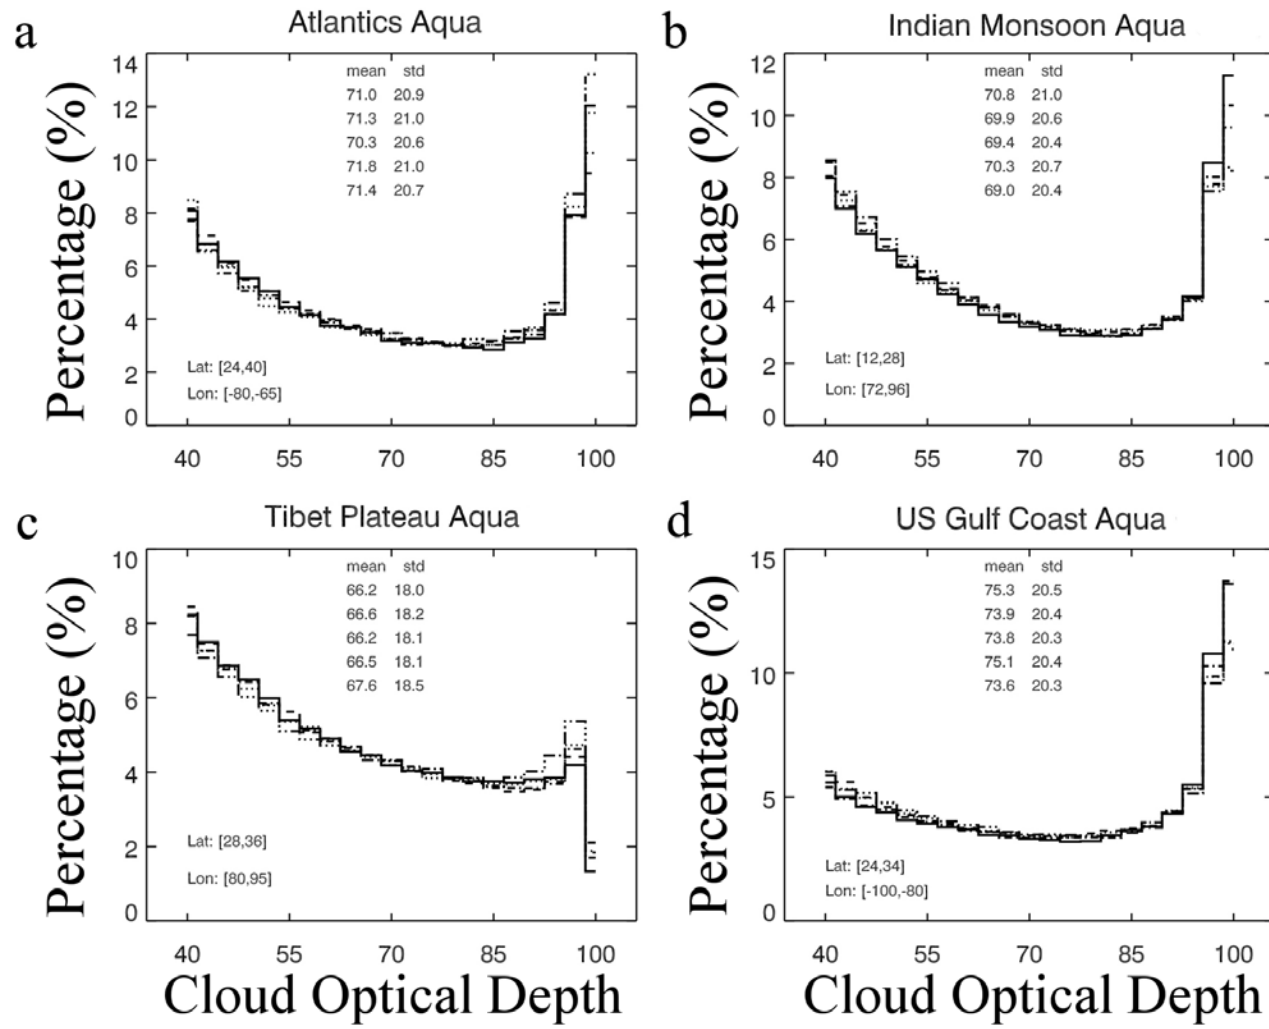 a
Atlantics Aqua
Percentage (%)
14
12
10
8
6
4
2
0
mean std
71.0 20.9
71.3 21.0
70.3 20.6
71.8 21.0
71.4 20.7
Lat: [24,40]
Lon: [-80,-65]
40 55 70 85 100
b
Indian Monsoon Aqua
Percentage (%)
12
10
8
6
4
2
0
mean std
70.8 21.0
69.9 20.6
69.4 20.4
70.3 20.7
69.0 20.4
Lat: [12,28]
Lon: [72,96]
40 55 70 85 100
c
Tibet Plateau Aqua
Percentage (%)
10
8
6
4
2
0
mean std
66.2 18.0
66.6 18.2
66.2 18.1
66.5 18.1
67.6 18.5
Lat: [28,36]
Lon: [80,95]
40 55 70 85 100
Cloud Optical Depth
d
US Gulf Coast Aqua
Percentage (%)
15
10
5
0
mean std
75.3 20.5
73.9 20.4
73.8 20.3
75.1 20.4
73.6 20.3
Lat: [24,34]
Lon: [-100,-80]
40 55 70 85 100
Cloud Optical Depth